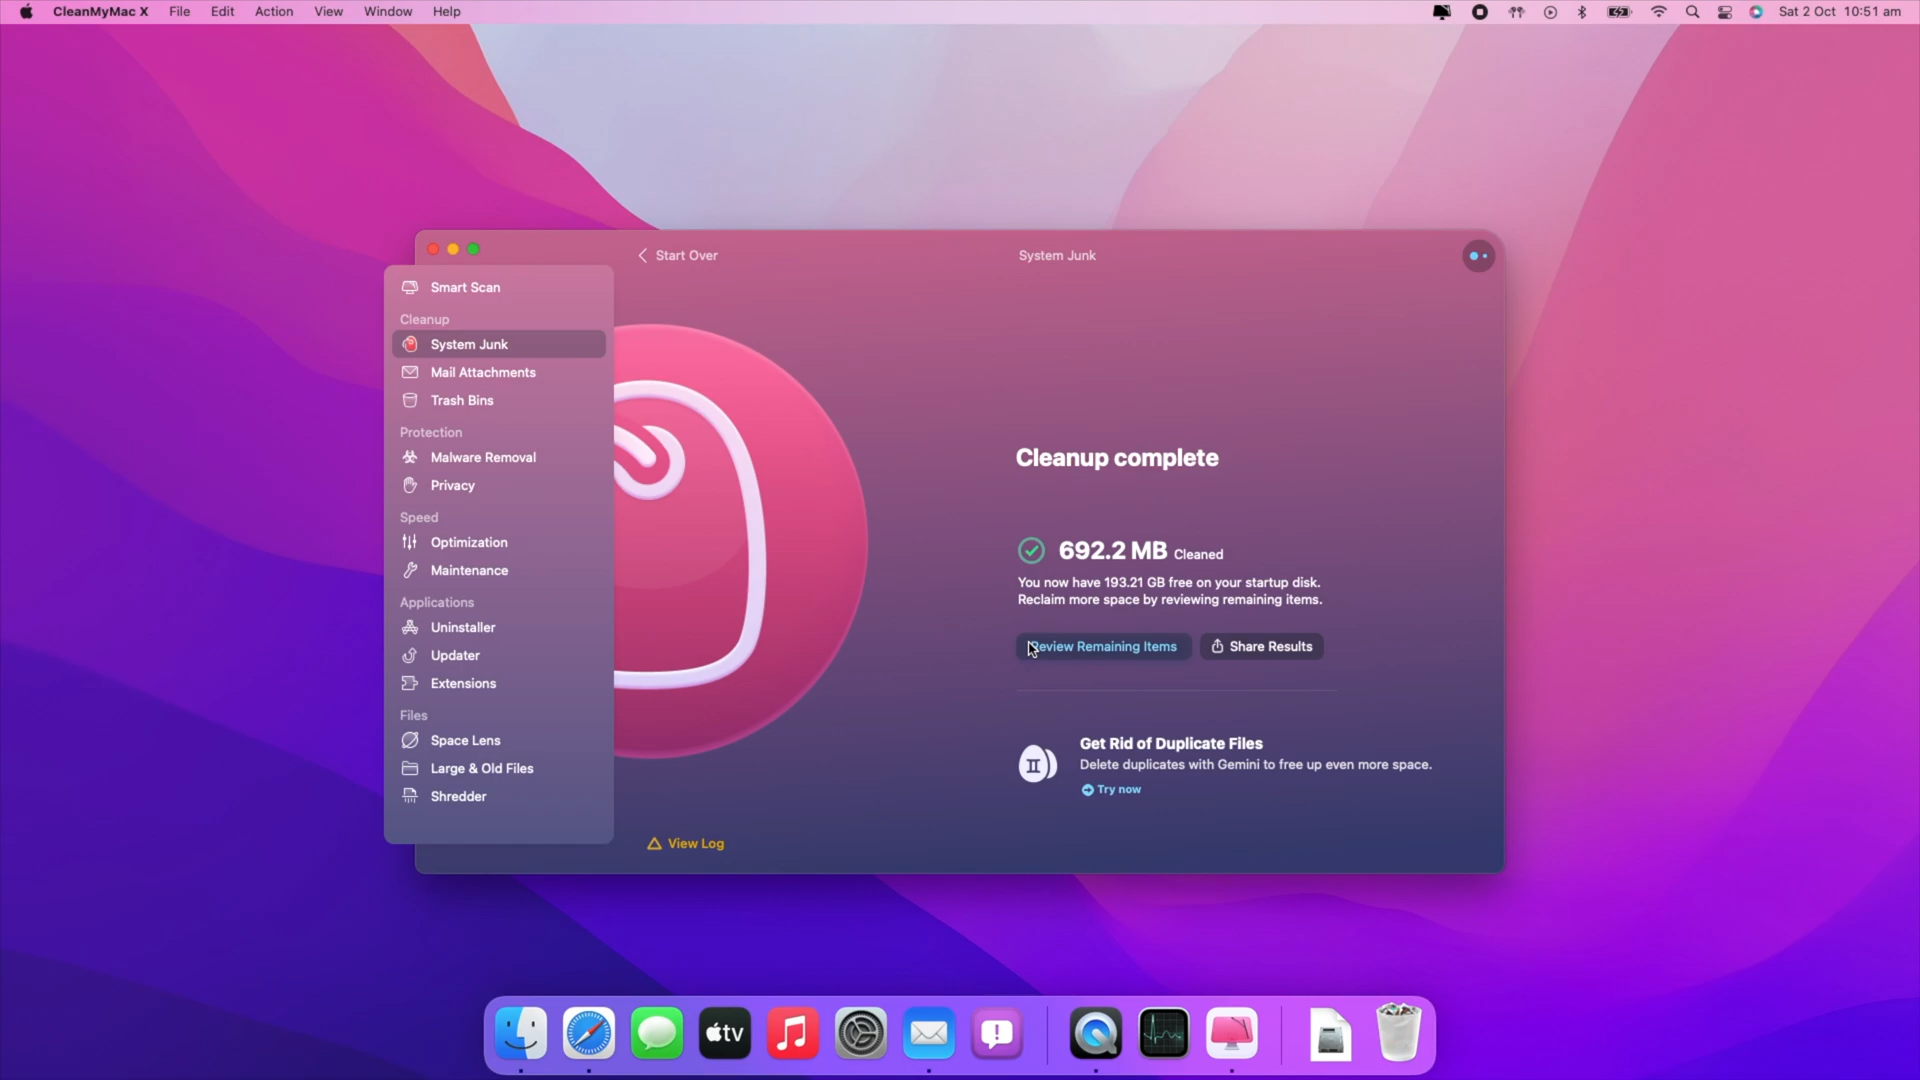 CleanMyMac X File Edit Action View Window Help Sat 2 Oct 10:51 am
Start Over
System Junk
Smart Scan
Cleanup
System Junk
Mail Attachments
Trash Bins
Protection
Malware Removal
Privacy
Speed
Optimization
Maintenance
Applications
Uninstaller
Updater
Extensions
Files
Space Lens
Large & Old Files
Shredder
Cleanup complete
692.2 MB Cleaned
You now have 193.21 GB free on your startup disk.
Reclaim more space by reviewing remaining items.
Review Remaining Items
Share Results
Get Rid of Duplicate Files
Delete duplicates with Gemini to free up even more space.
Try now
View Log
tv